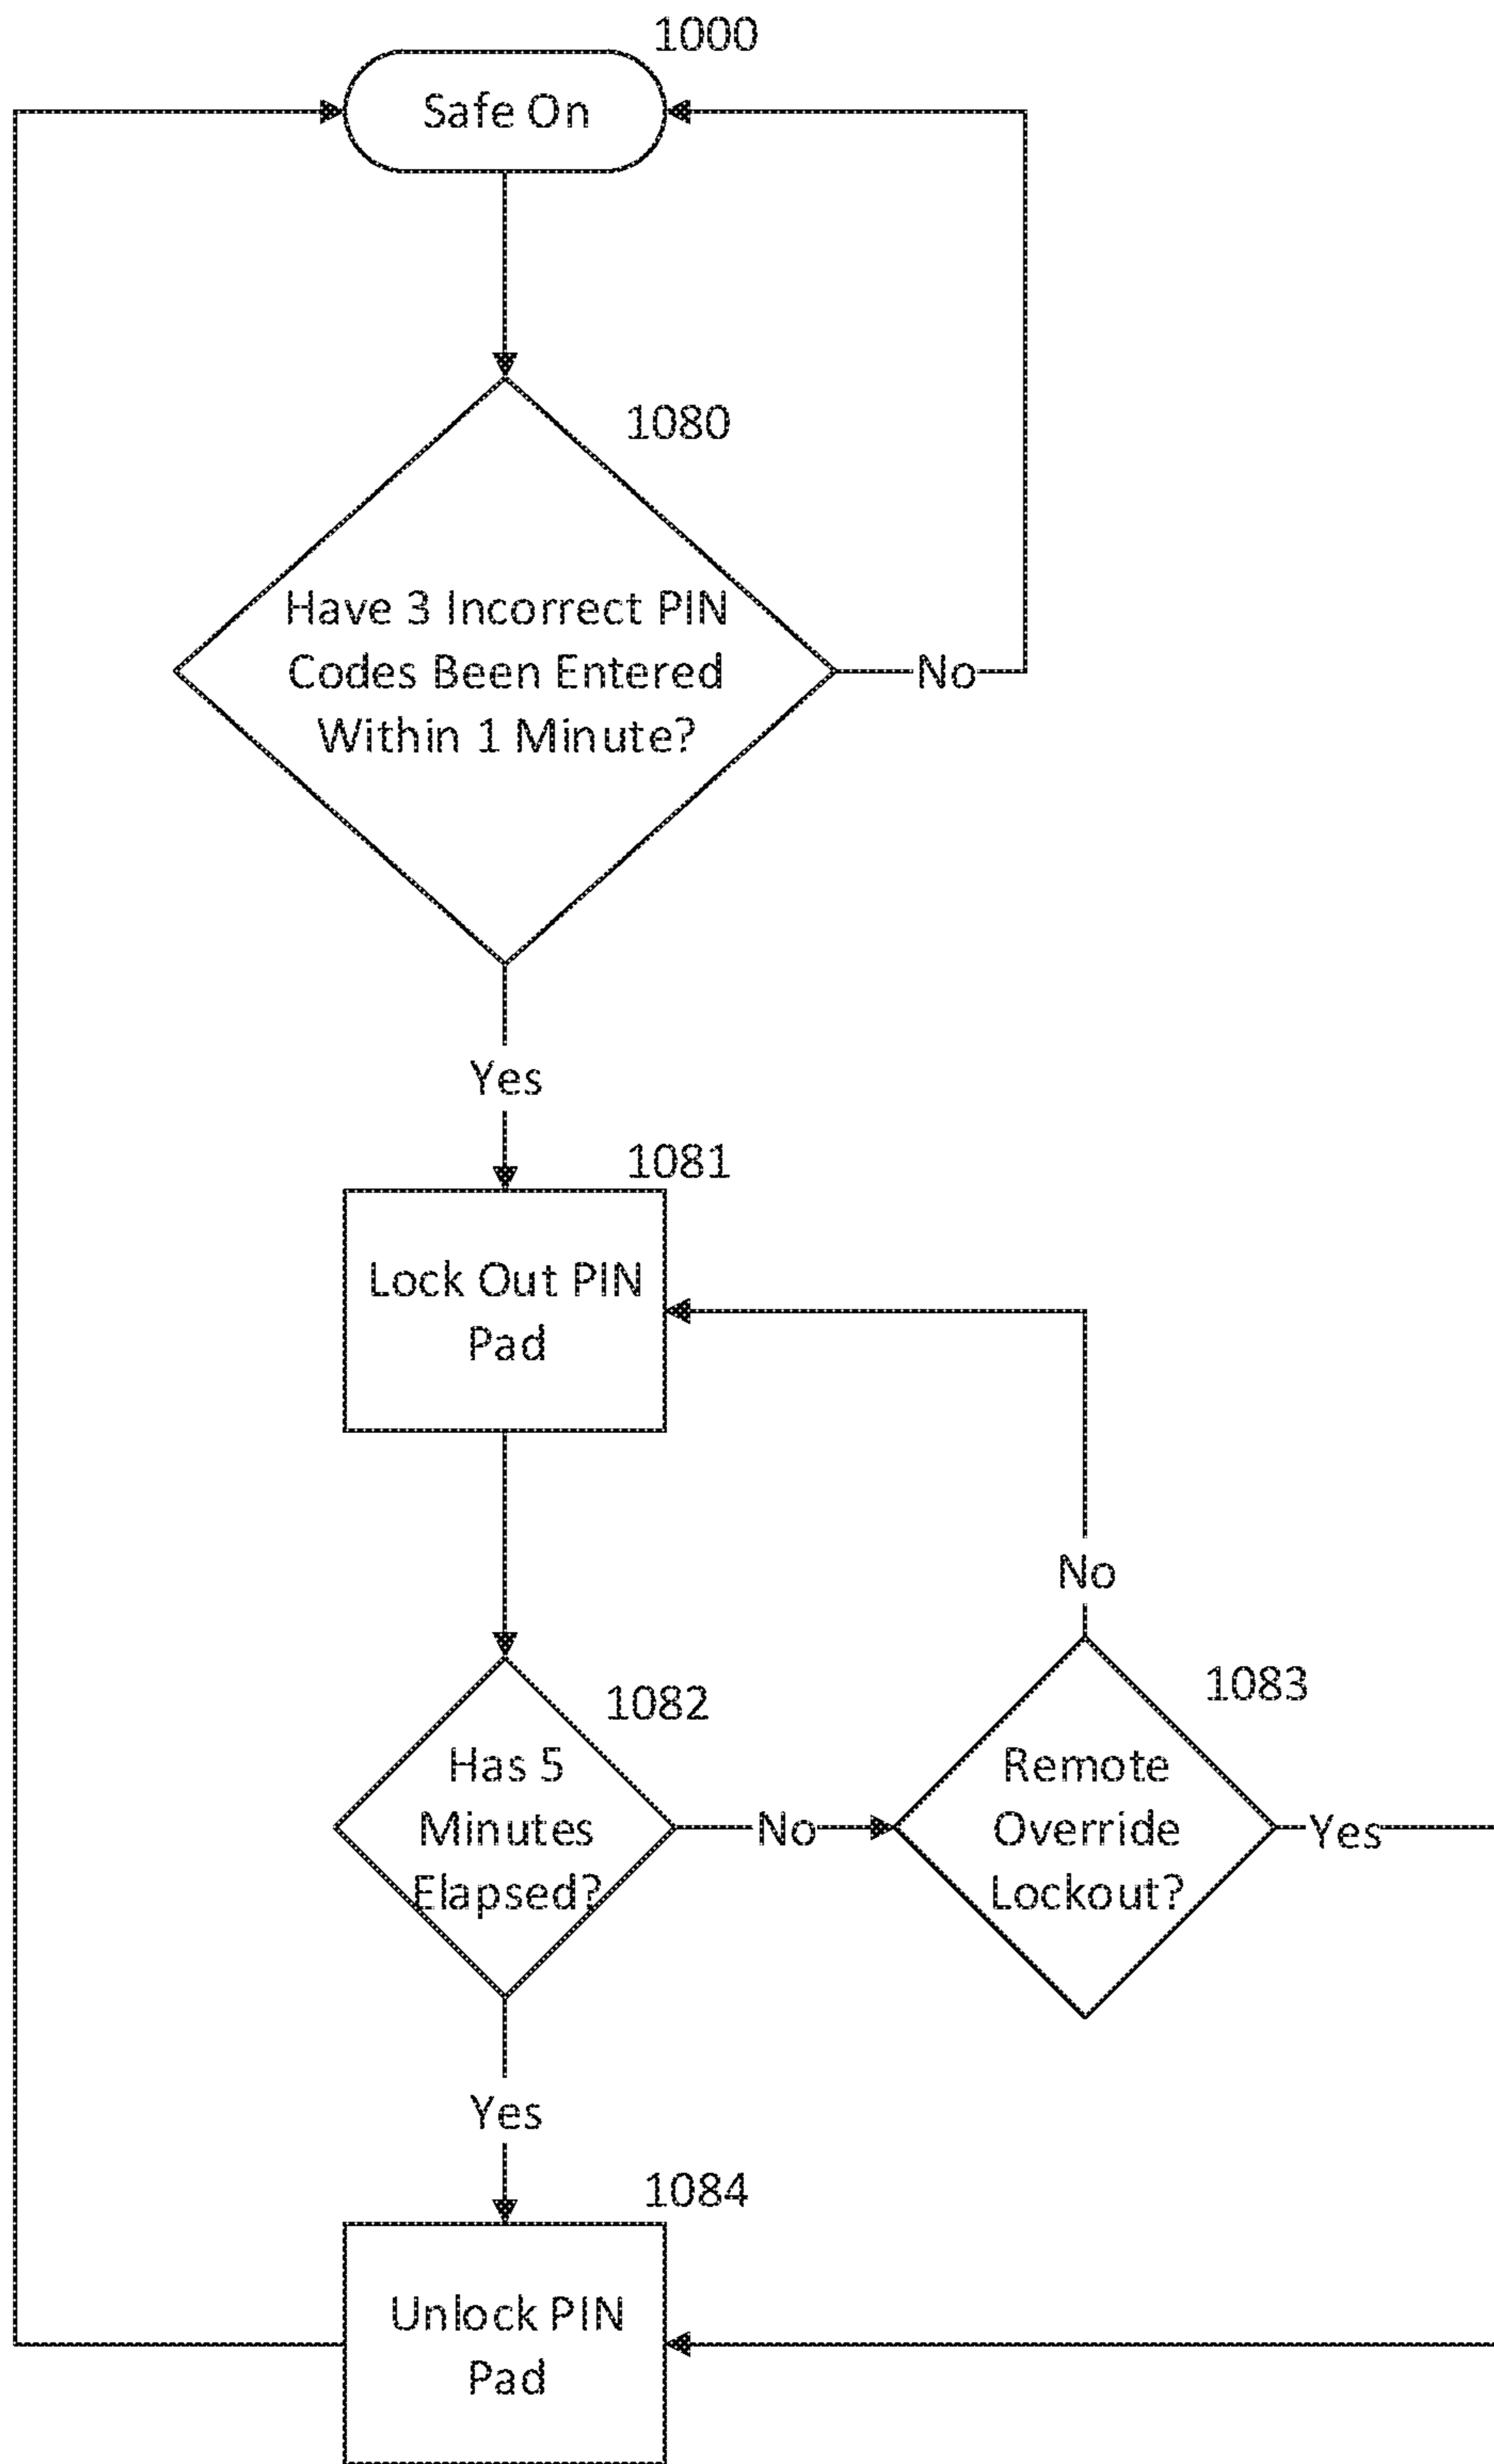 1000
Safe On
1080
Have 3 Incorrect PIN
Codes Been Entered
Within 1 Minute?
No
Yes
1081
Lock Out PIN
Pad
No
1082
Has 5
Minutes
Elapsed?
No
1083
Remote
Override
Lockout?
Yes
Yes
1084
Unlock PIN
Pad